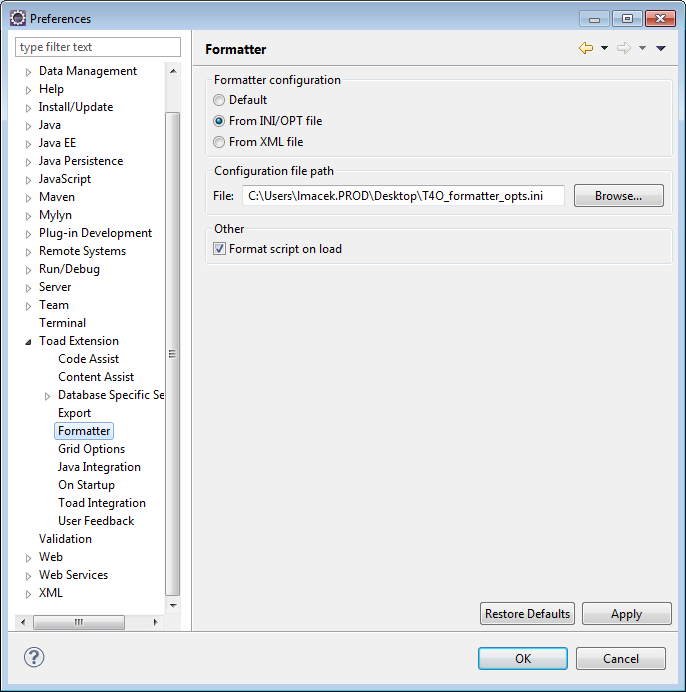 Preferences
type filter text
Data Management
Help
Install/Update
Java
Java EE
Java Persistence
JavaScript
Maven
Mylyn
Plug-in Development
Remote Systems
Run/Debug
Server
Team
Terminal
Toad Extension
Code Assist
Content Assist
Database Specific Se
Export
Formatter
Grid Options
Java Integration
On Startup
Toad Integration
User Feedback
Validation
Web
Web Services
XML
Formatter
Formatter configuration
Default
From INI/OPT file
From XML file
Configuration file path
File: C:\Users\lmacek.PROD\Desktop\T4O_formatter_opts.ini Browse...
Other
Format script on load
Restore Defaults Apply
? OK Cancel